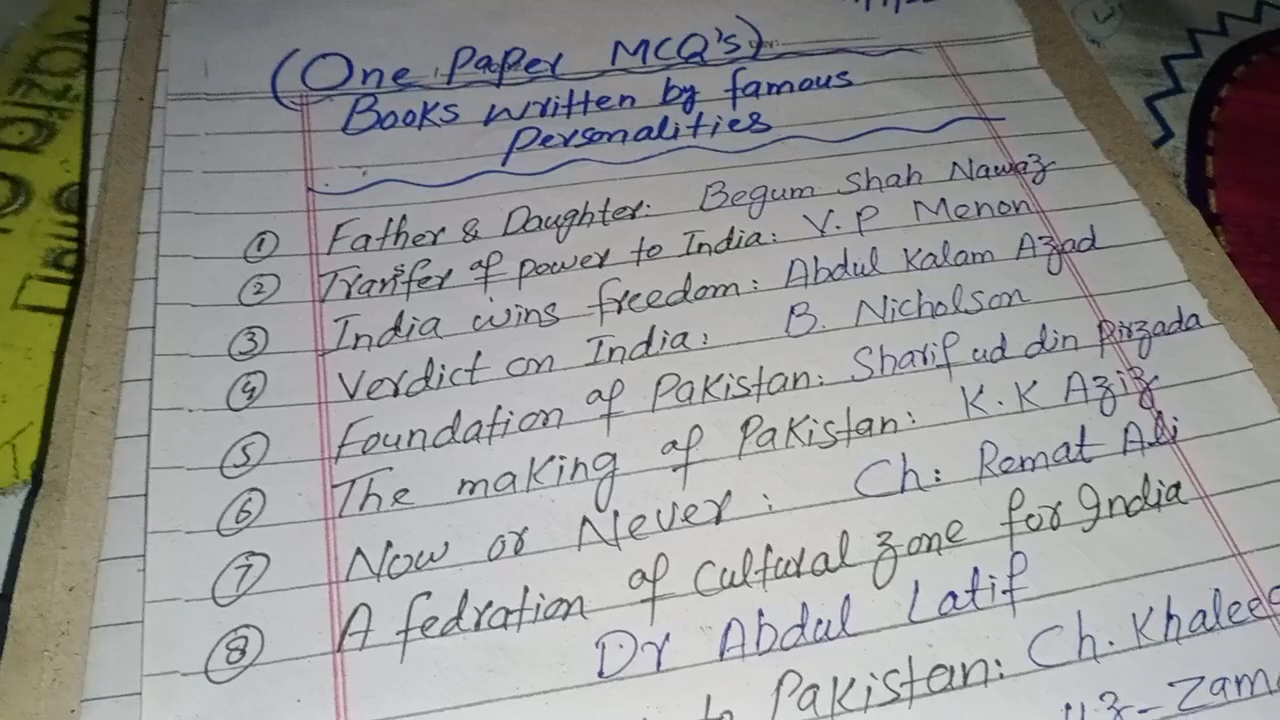 (One Paper MCQ's)
Books written by famous
Personalities
① Father & Daughter: Begum Shah Nawaz
② Transfer of power to India: V.P Menon
③ India wins freedom: Abdul Kalam Azad
④ Verdict on India: B. Nicholson
⑤ Foundation of Pakistan: Sharif ud din Pirzada
⑥ The making of Pakistan: K.K Aziz
⑦ Now or Never: Ch: Remat Ali
⑧ A fedration of Cultural zone for India
Dr Abdul Latif
Pakistan: Ch. Khalee
Zam